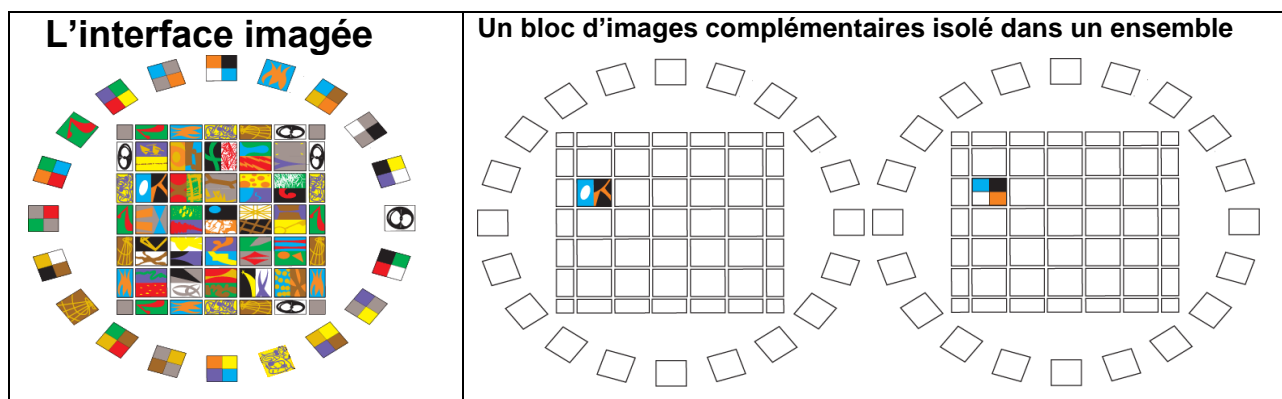 L’interface imagée
Un bloc d’images complémentaires isolé dans un ensemble